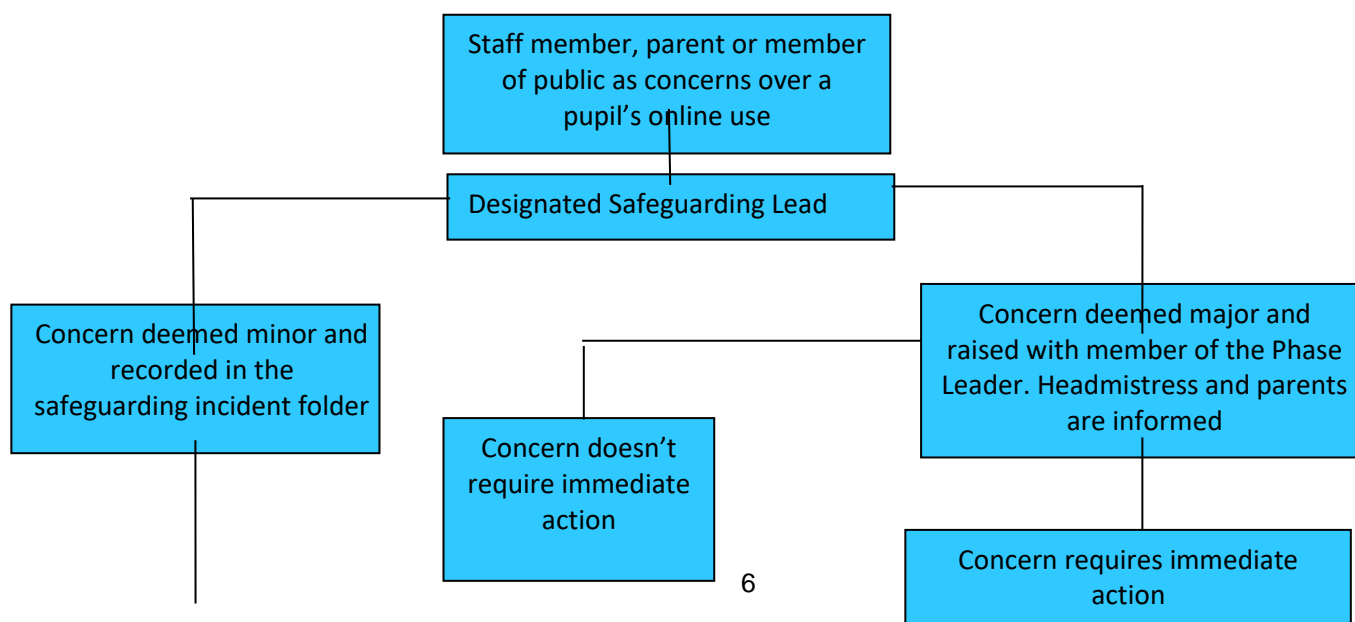 Staff member, parent or member
of public as concerns over a
pupil’s online use
Designated Safeguarding Lead
Concern deemed minor and
recorded in the
safeguarding incident folder
Concern deemed major and
raised with member of the Phase
Leader. Headmistress and parents
are informed
Concern doesn’t
require immediate
action
Concern requires immediate
action
6